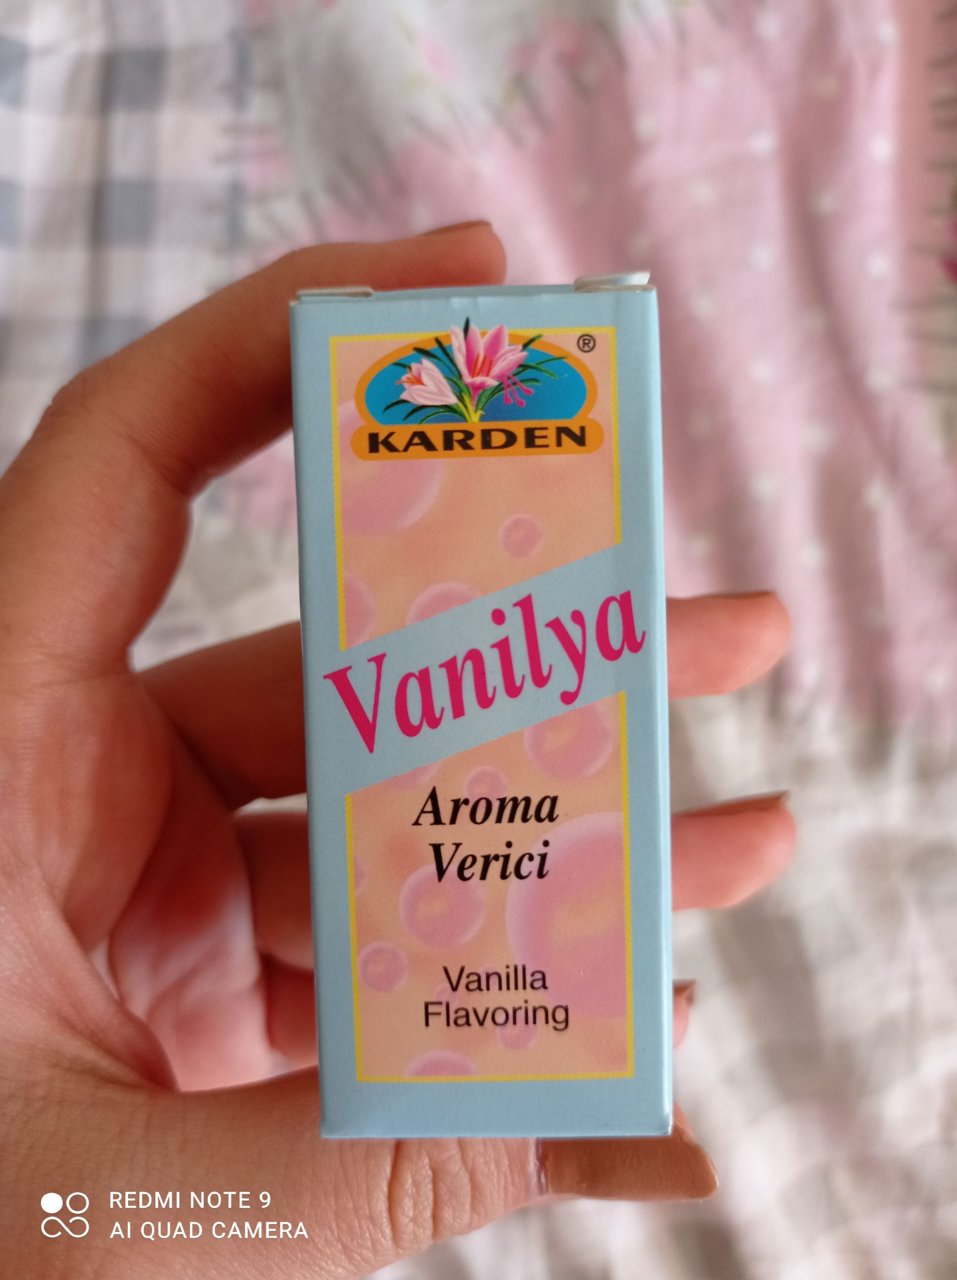 ®
KARDEN
Vanilya
Aroma
Verici
Vanilla
Flavoring
REDMI NOTE 9
AI QUAD CAMERA